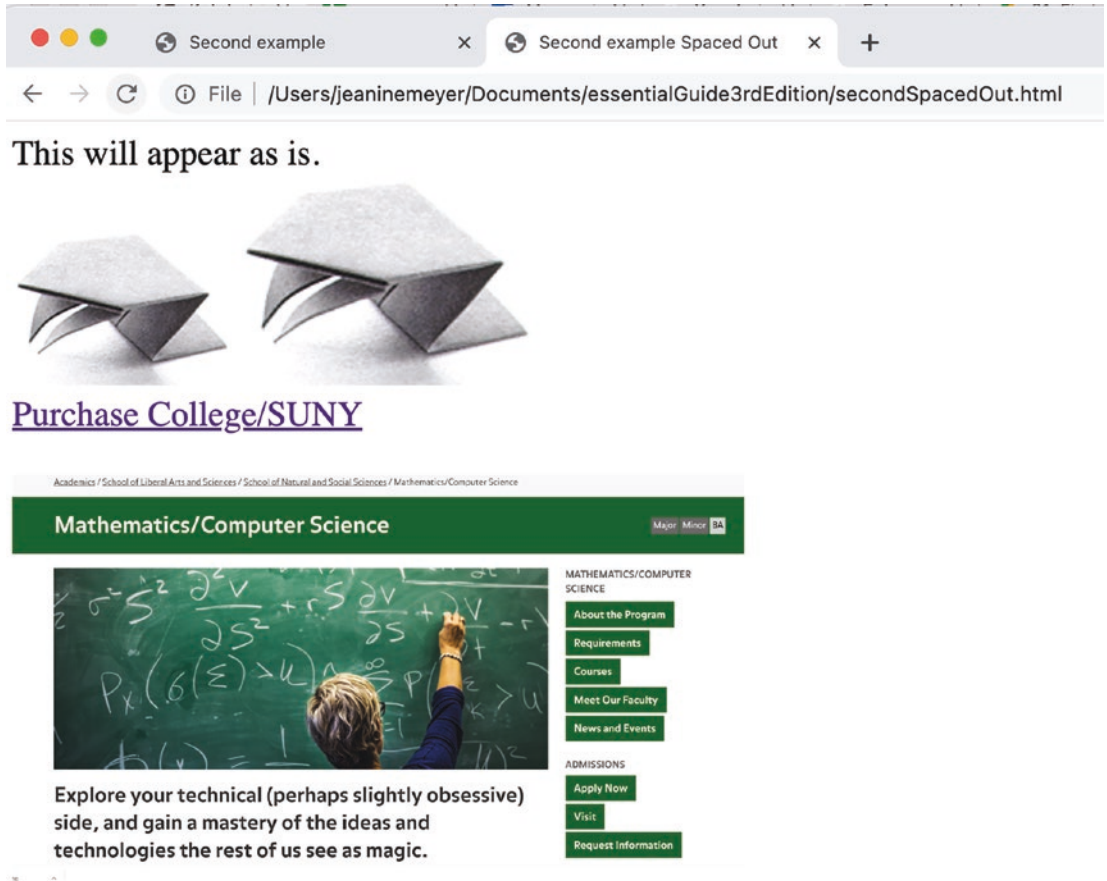 Second example
Second example Spaced Out
File | /Users/jeaninemeyer/Documents/essentialGuide3rdEdition/secondSpacedOut.html
This will appear as is.
Purchase College/SUNY
Academics / School of Liberal Arts and Sciences / School of Natural and Social Sciences / Mathematics/Computer Science
Mathematics/Computer Science
Major Minor BA
MATHEMATICS/COMPUTER
SCIENCE
About the Program
Requirements
Courses
Meet Our Faculty
News and Events
ADMISSIONS
Apply Now
Visit
Request Information
Explore your technical (perhaps slightly obsessive)
side, and gain a mastery of the ideas and
technologies the rest of us see as magic.